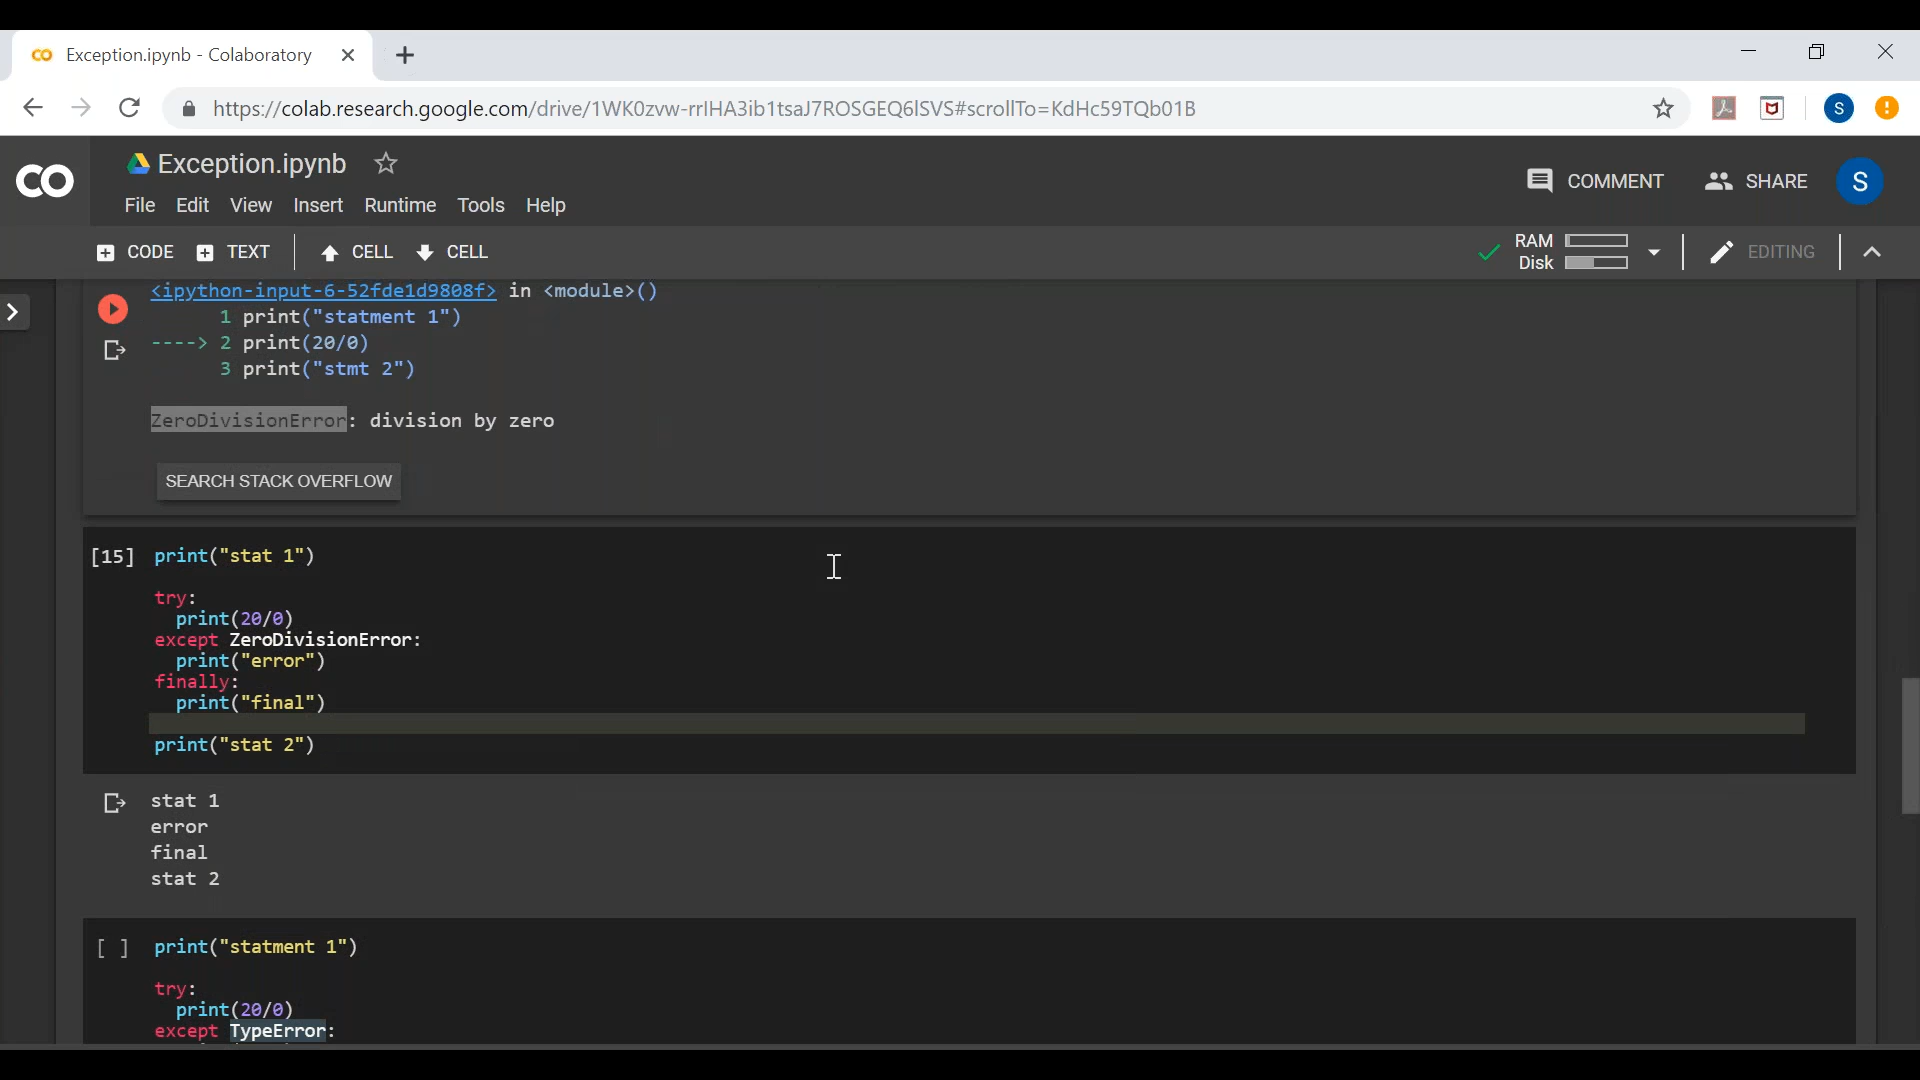 Exception.ipynb - Colaboratory
https://colab.research.google.com/drive/1WK0zvw-rrIHA3ib1tsaJ7ROSGEQ6lSVS#scrollTo=KdHc59TQb01B
S
CO
Exception.ipynb
COMMENT
SHARE
S
File Edit View Insert Runtime Tools Help
CODE TEXT CELL CELL
RAM
Disk
EDITING
<ipython-input-6-52fde1d9808f> in <module>()
1 print("statment 1")
----> 2 print(20/0)
3 print("stmt 2")
ZeroDivisionError: division by zero
SEARCH STACK OVERFLOW
[15] print("stat 1")
try:
print(20/0)
except ZeroDivisionError:
print("error")
finally:
print("final")
print("stat 2")
stat 1
error
final
stat 2
[ ] print("statment 1")
try:
print(20/0)
except TypeError: